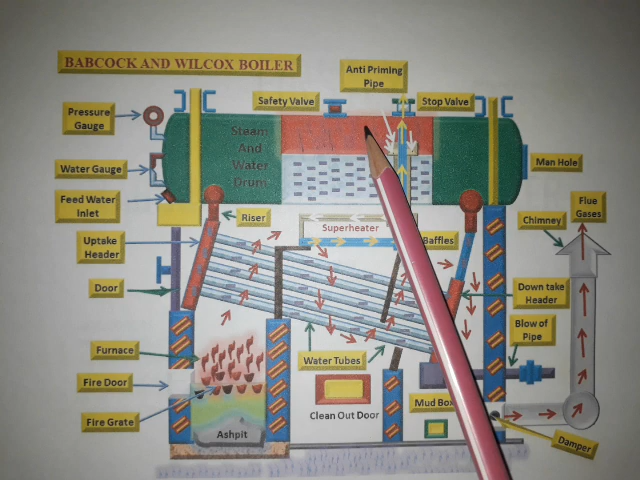 BABCOCK AND WILCOX BOILER
Anti Priming
Pipe
Safety Valve
Stop Valve
Pressure
Gauge
Steam
And
Water
Drum
Water Gauge
Man Hole
Feed Water
Inlet
Flue
Gases
Riser
Chimney
Superheater
Uptake
Header
Baffles
Door
Down take
Header
Blow of
Pipe
Furnace
Water Tubes
Fire Door
Clean Out Door
Mud Box
Fire Grate
Ashpit
Damper